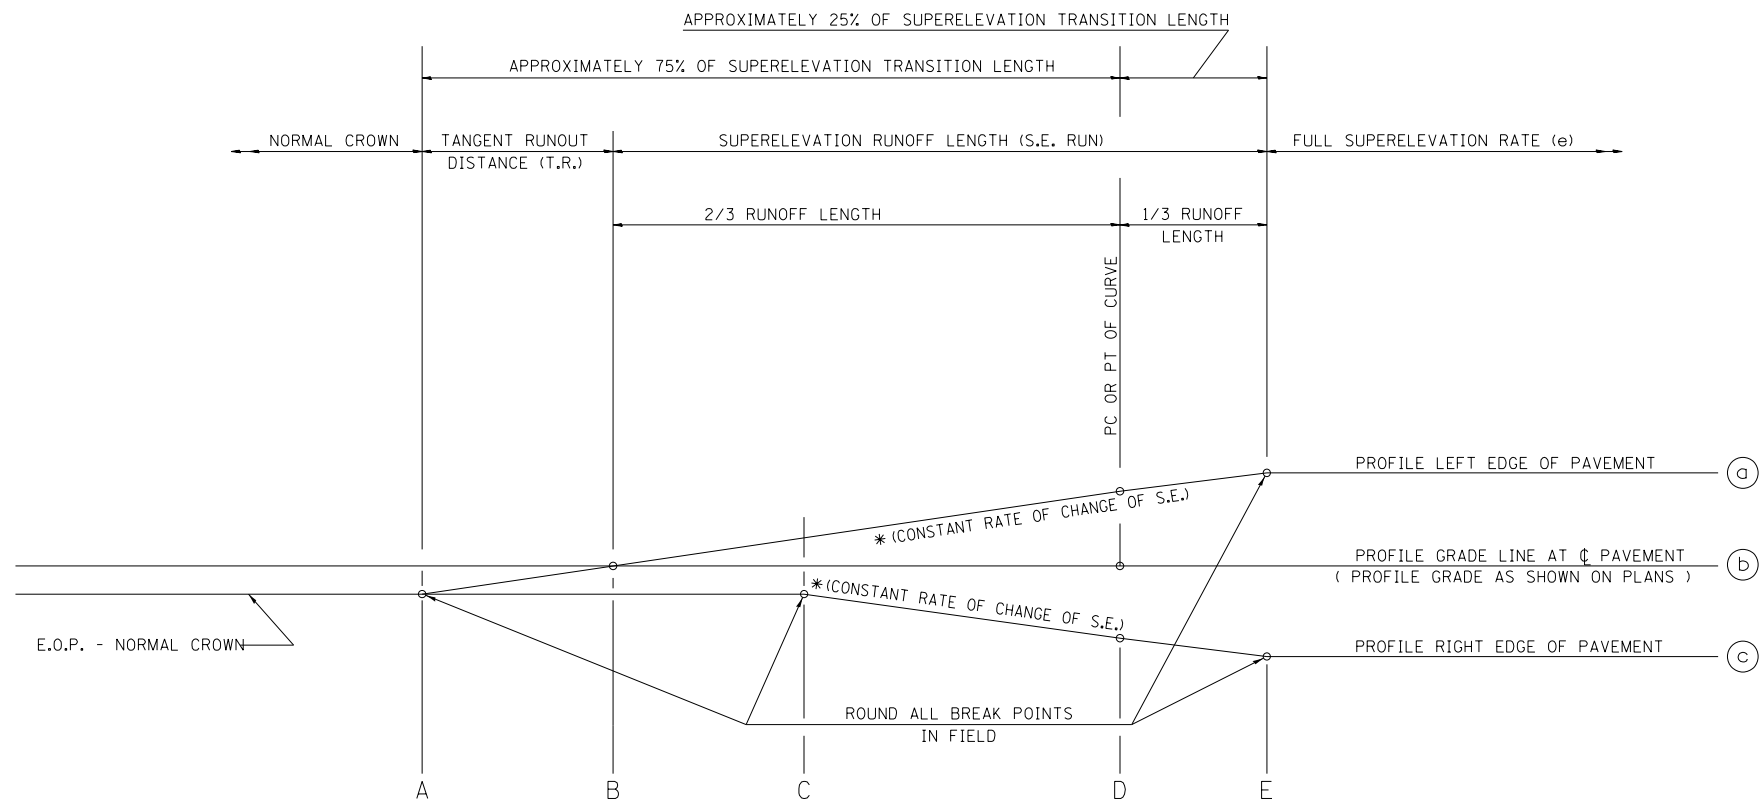 APPROXIMATELY 25% OF SUPERELEVATION TRANSITION LENGTH
APPROXIMATELY 75% OF SUPERELEVATION TRANSITION LENGTH
NORMAL CROWN
TANGENT RUNOUT
DISTANCE (T.R.)
SUPERELEVATION RUNOFF LENGTH (S.E. RUN)
FULL SUPERELEVATION RATE (e)
2/3 RUNOFF LENGTH
1/3 RUNOFF
LENGTH
PC OR PT OF CURVE
PROFILE LEFT EDGE OF PAVEMENT
a
* (CONSTANT RATE OF CHANGE OF S.E.)
PROFILE GRADE LINE AT ℄ PAVEMENT
( PROFILE GRADE AS SHOWN ON PLANS )
b
* (CONSTANT RATE OF CHANGE OF S.E.)
E.O.P. - NORMAL CROWN
PROFILE RIGHT EDGE OF PAVEMENT
c
ROUND ALL BREAK POINTS
IN FIELD
A
B
C
D
E